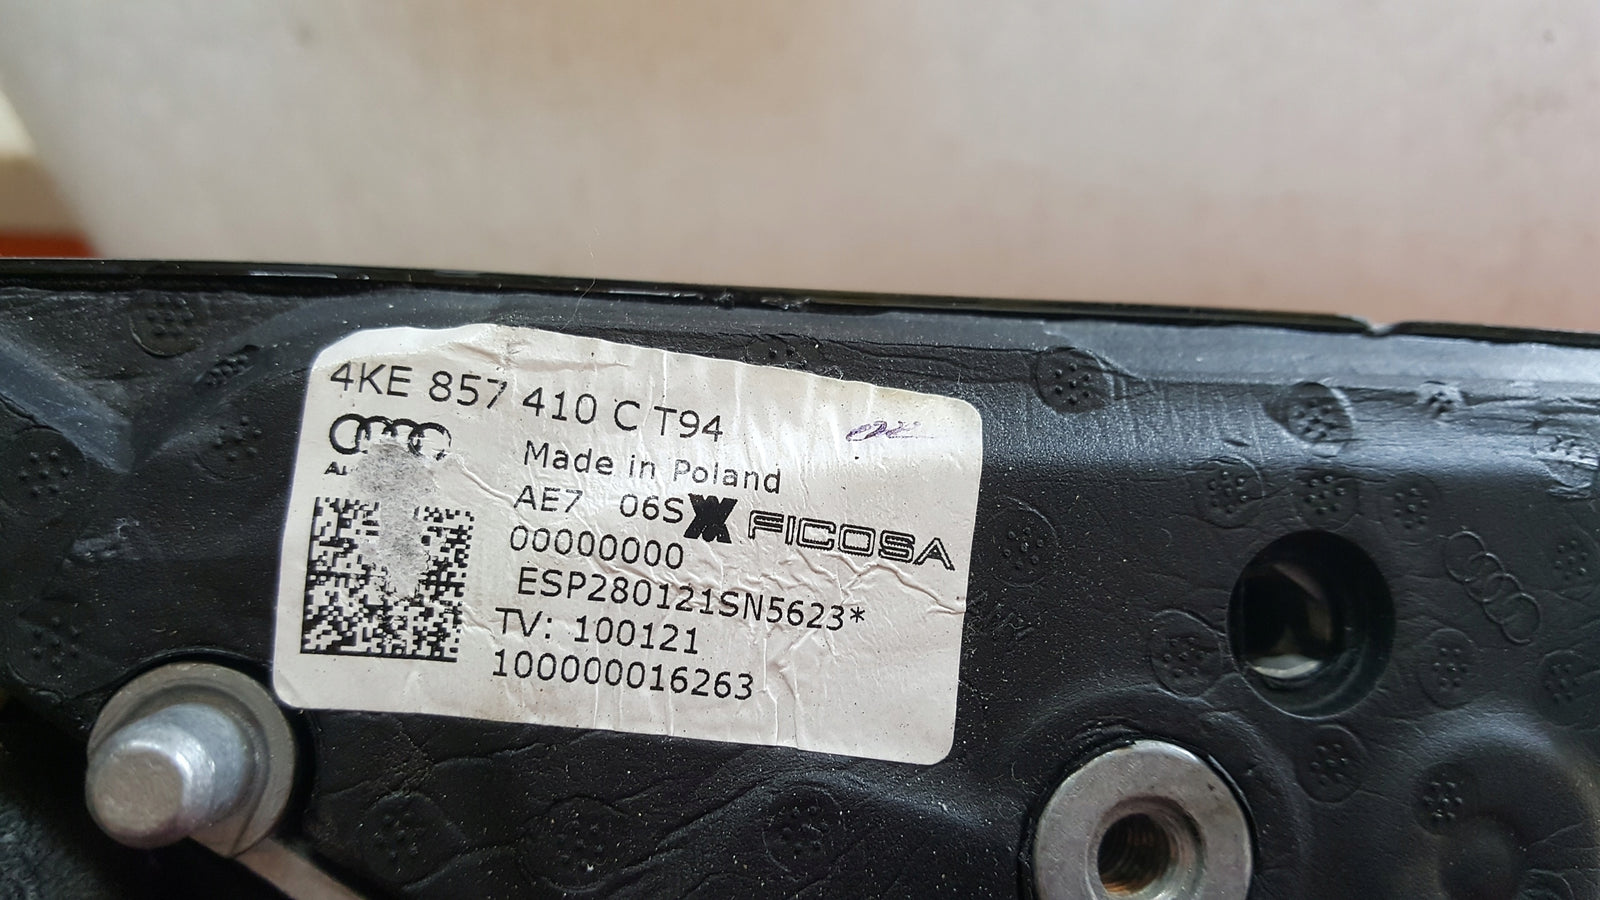 4KE 857 410 C T94
Made in Poland
AE7 06S FICOSA
00000000
ESP280121SN5623*
TV: 100121
100000016263